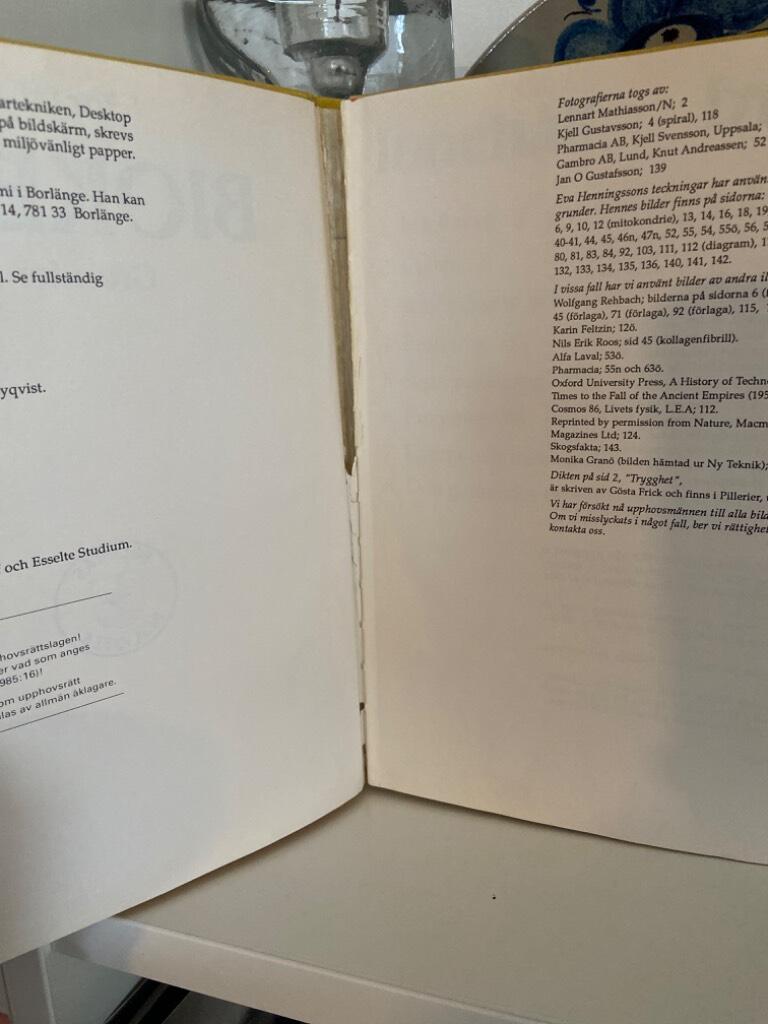 artekniken, Desktop
på bildskärm, skrevs
miljövänligt papper.
ni i Borlänge. Han kan
14, 781 33 Borlänge.
l. Se fullständig
yqvist.
och Esselte Studium.
hovsrättslagen!
er vad som anges
985:16)!
om upphovsrätt
las av allmän åklagare.
Fotografierna togs av:
Lennart Mathiasson/N; 2
Kjell Gustavsson; 4 (spiral), 118
Pharmacia AB, Kjell Svensson, Uppsala;
Gambro AB, Lund, Knut Andreassen; 52
Jan O Gustafsson; 139
Eva Henningssons teckningar har använ
grunder. Hennes bilder finns på sidorna:
6, 9, 10, 12 (mitokondrie), 13, 14, 16, 18, 19
40-41, 44, 45, 46n, 47n, 52, 55, 54, 55ö, 56, 5
80, 81, 83, 84, 92, 103, 111, 112 (diagram), 1
132, 133, 134, 135, 136, 140, 141, 142.
I vissa fall har vi använt bilder av andra il
Wolfgang Rehbach; bilderna på sidorna 6 (f
45 (förlaga), 71 (förlaga), 92 (förlaga), 115,
Karin Feltzin; 126.
Nils Erik Roos; sid 45 (kollagenfibrill).
Alfa Laval; 53ö.
Pharmacia; 55n och 63ö.
Oxford University Press, A History of Techn
Times to the Fall of the Ancient Empires (195
Cosmos 86, Livets fysik, L.E.A; 112.
Reprinted by permission from Nature, Macm
Magazines Ltd; 124.
Skogsfakta; 143.
Monika Granö (bilden hämtad ur Ny Teknik);
Dikten på sid 2, "Trygghet",
är skriven av Gösta Frick och finns i Pillerier,
Vi har försökt nå upphovsmännen till alla bild
Om vi misslyckats i något fall, ber vi rättighe
kontakta oss.